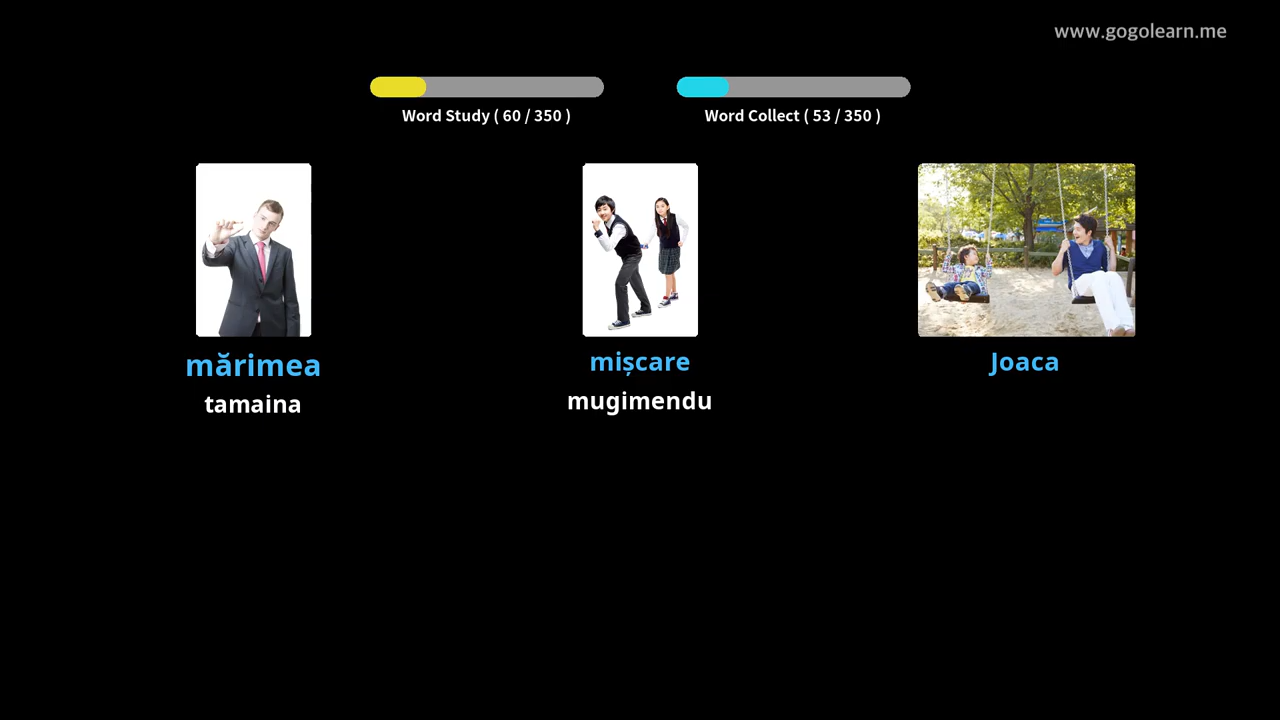 www.gogolearn.me
Word Study ( 60 / 350 )
Word Collect ( 53 / 350 )
mărimea
tamaina
mișcare
mugimendu
Joaca